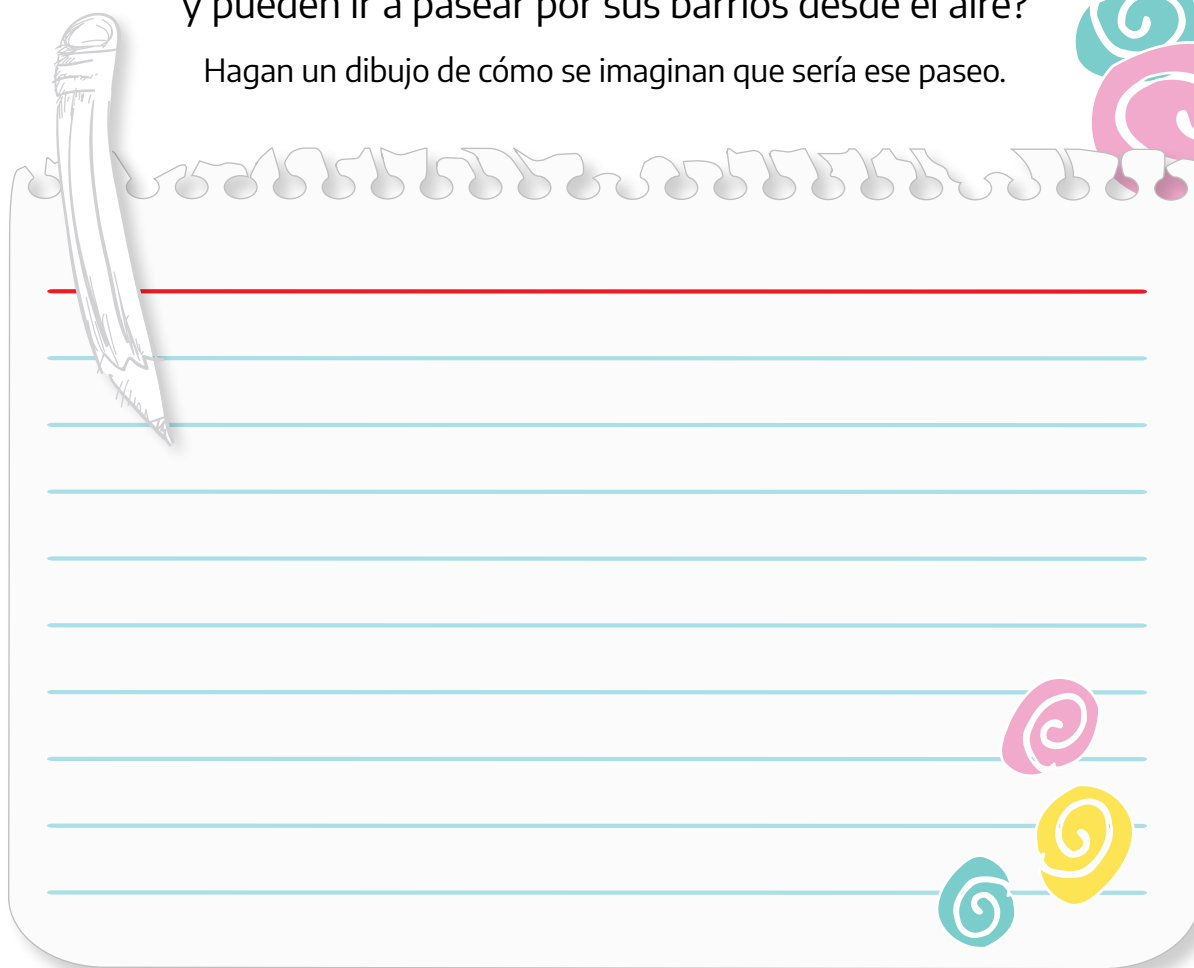 y pueden ir a pasear por sus barrios desde el aire?
Hagan un dibujo de cómo se imaginan que sería ese paseo.